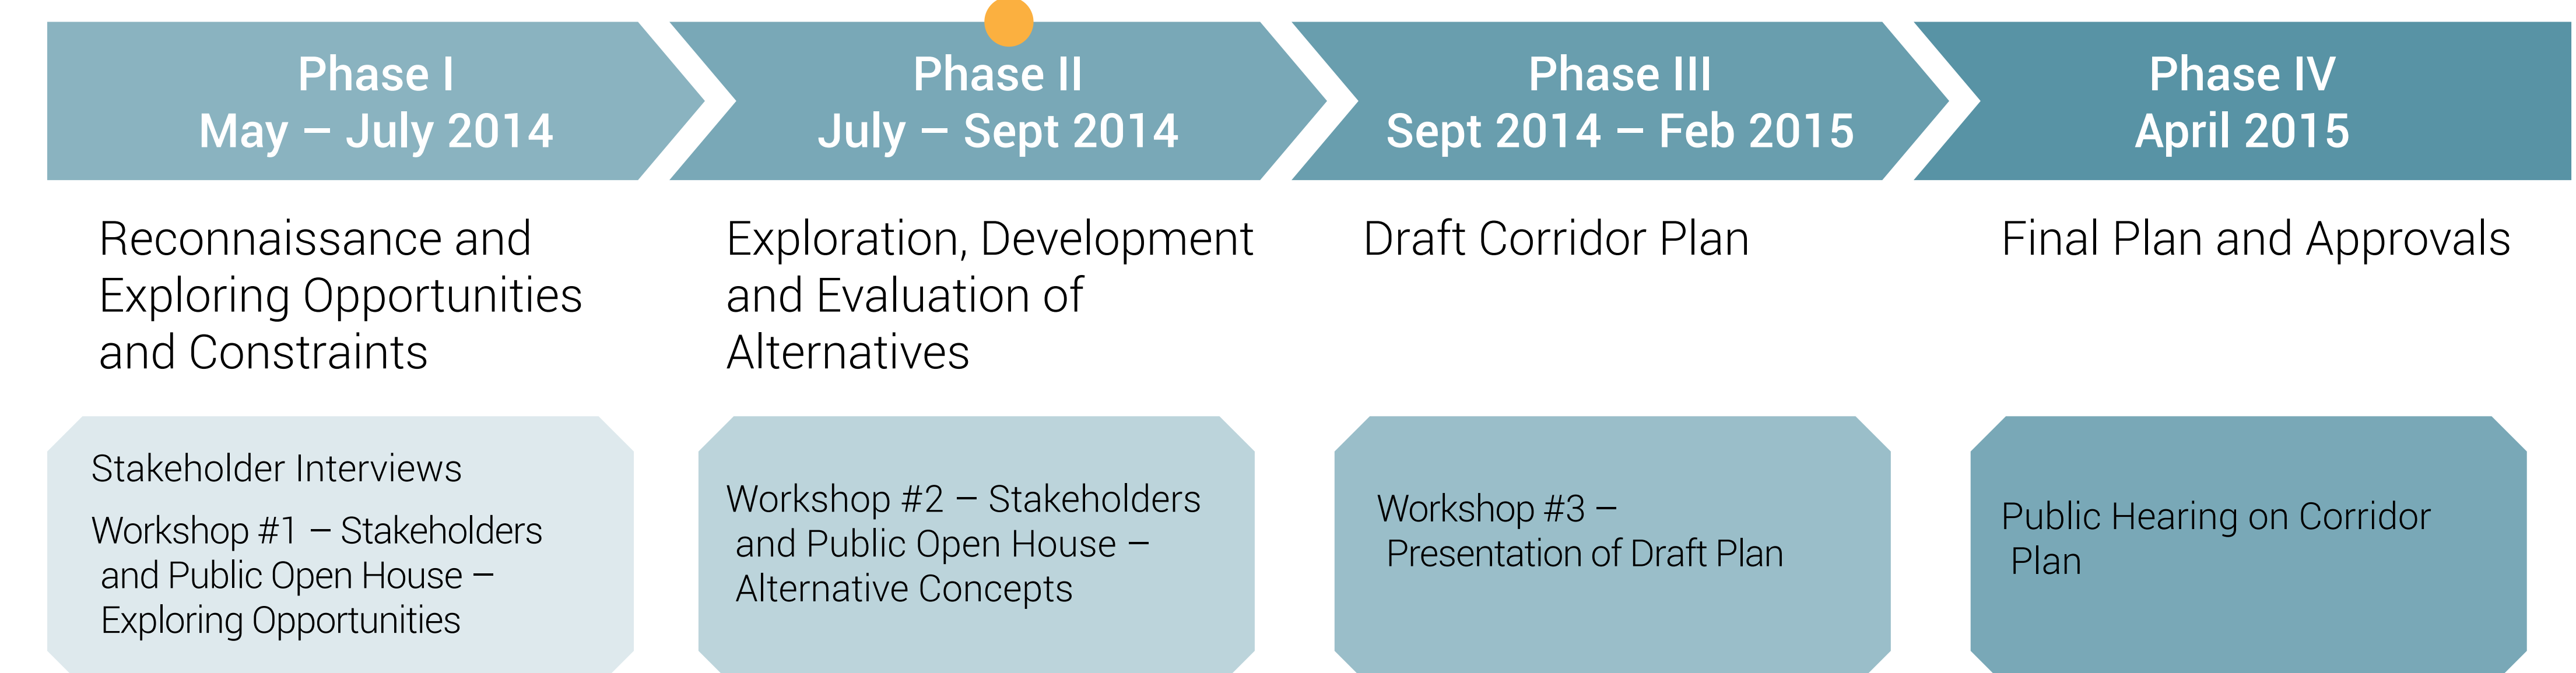 Phase I
May – July 2014
Phase II
July – Sept 2014
Phase III
Sept 2014 – Feb 2015
Phase IV
April 2015
Reconnaissance and
Exploring Opportunities
and Constraints
Exploration, Development
and Evaluation of
Alternatives
Draft Corridor Plan
Final Plan and Approvals
Stakeholder Interviews
Workshop #1 – Stakeholders
and Public Open House –
Exploring Opportunities
Workshop #2 – Stakeholders
and Public Open House –
Alternative Concepts
Workshop #3 –
Presentation of Draft Plan
Public Hearing on Corridor
Plan